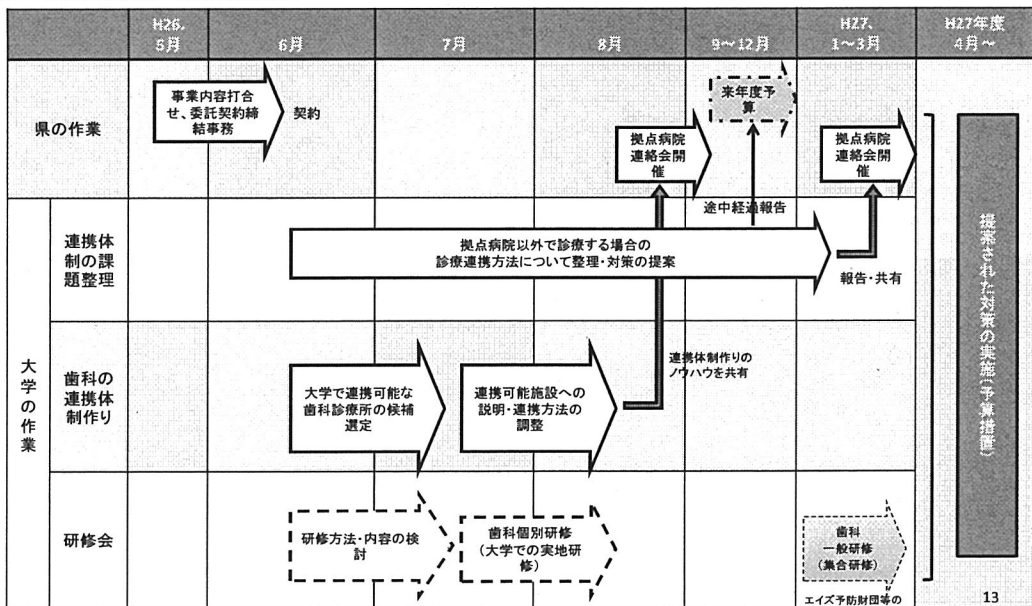 H26.
5月
6月
7月
8月
9～12月
H27、
1～3月
H27年度
4月～
県の作業
事業内容打合
せ、委託契約締
結事務
契約
拠点病院
連絡会開
催
来年度予
算
拠点病院
連絡会開
催
途中経過報告
大学の作業
連携体
制の課
題整理
拠点病院以外で診療する場合の
診療連携方法について整理・対策の提案
報告・共有
歯科の
連携体
制作り
大学で連携可能な
歯科診療所の候補
選定
連携可能施設への
説明・連携方法の
調整
連携体制作りの
ノウハウを共有
研修会
研修方法・内容の検
討
歯科個別研修
(大学での実地研
修)
歯科
一般研修
(集合研修)
エイズ予防財団等の
提案された対策の実施(予算措置)
13